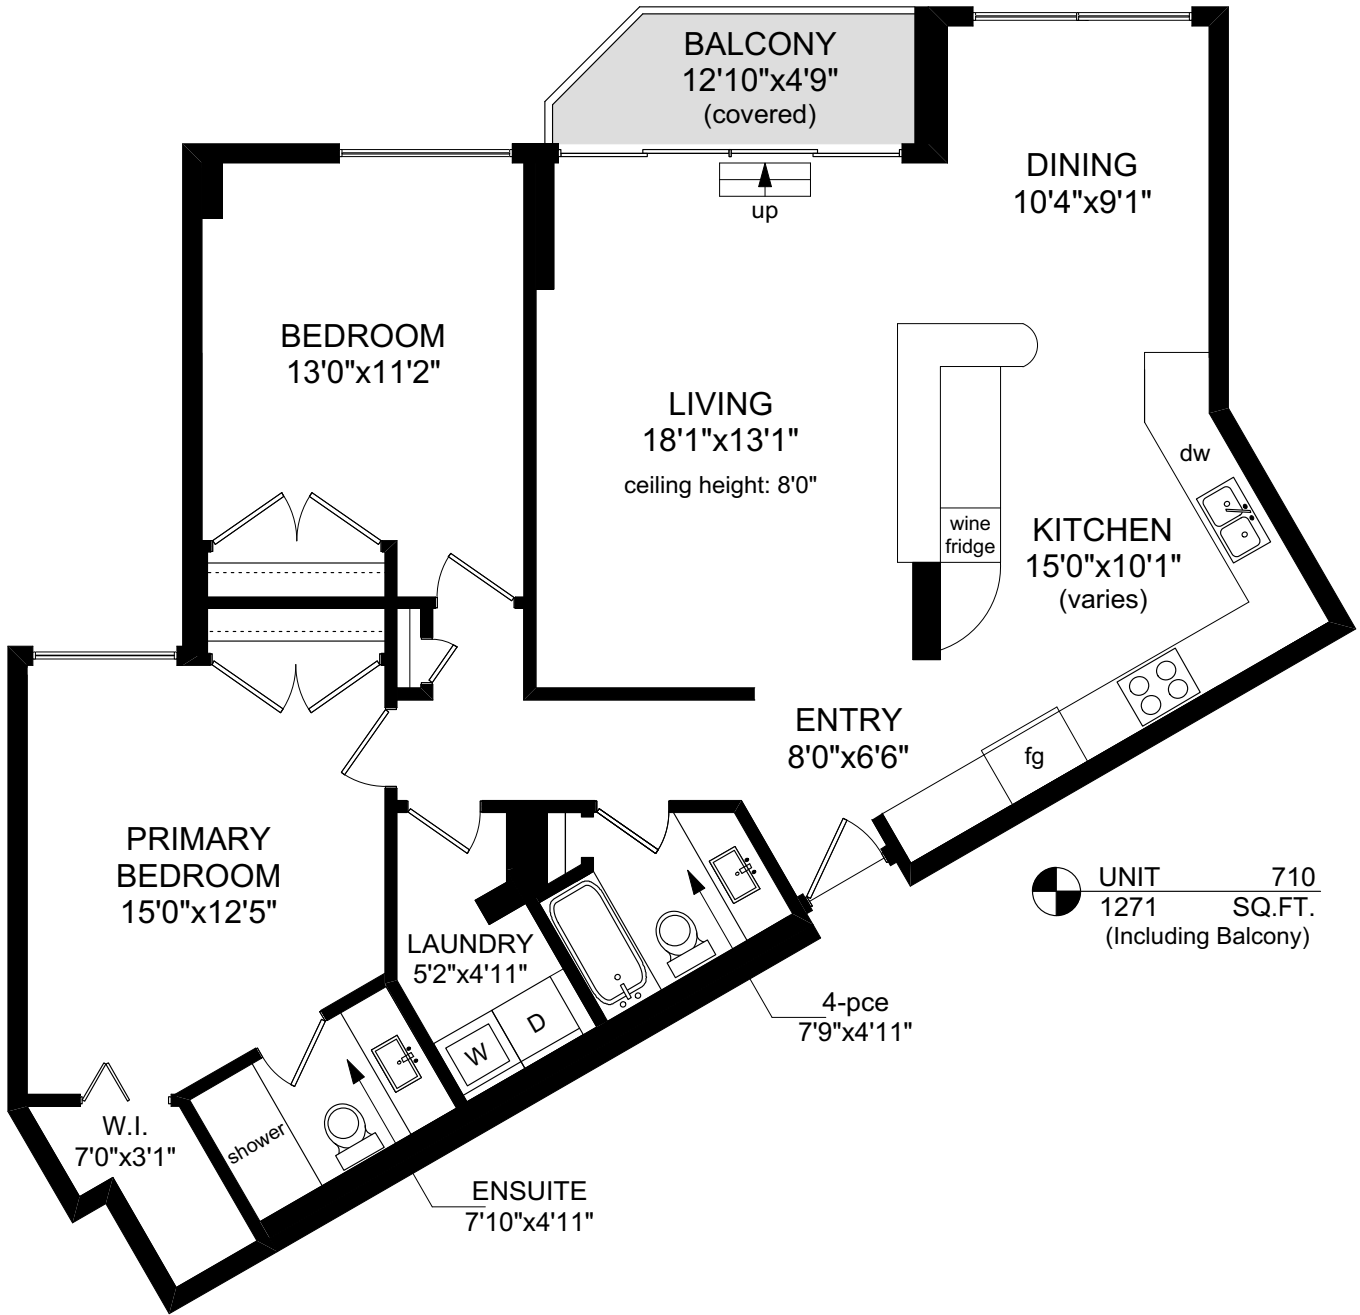 BALCONY
12'10"x4'9"
(covered)
up
DINING
10'4"x9'1"
BEDROOM
13'0"x11'2"
LIVING
18'1"x13'1"
ceiling height: 8'0"
dw
wine
fridge
KITCHEN
15'0"x10'1"
(varies)
ENTRY
8'0"x6'6"
fg
PRIMARY
BEDROOM
15'0"x12'5"
UNIT 710
1271 SQ.FT.
(Including Balcony)
LAUNDRY
5'2"x4'11"
W
D
4-pce
7'9"x4'11"
W.I.
7'0"x3'1"
shower
ENSUITE
7'10"x4'11"